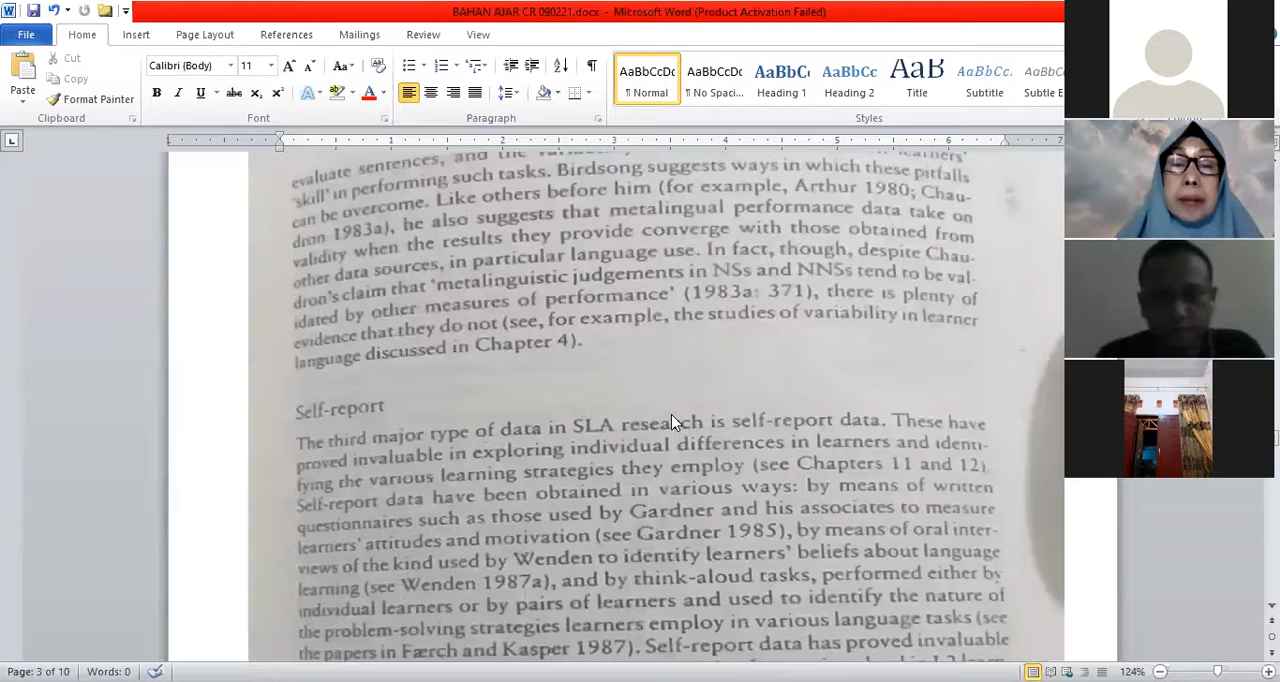 BAHAN AJAR CR 090221.docx - Microsoft Word (Product Activation Failed)
File Home Insert Page Layout References Mailings Review View
Cut
Copy
Paste
Format Painter
Clipboard
Calibri (Body) 11
Font
Paragraph
AaBbCcDc AaBbCcDc AaBbC AaBbCc AaB AaBbCc. AaBbCc
¶ Normal ¶ No Spaci... Heading 1 Heading 2 Title Subtitle Subtle E
Styles
1 2 3 4 5 6 7
evaluate sentences, and the learners'
'skill' in performing such tasks. Birdsong suggests ways in which these pitfalls
can be overcome. Like others before him (for example, Arthur 1980; Chau-
dron 1983a), he also suggests that metalingual performance data take on
validity when the results they provide converge with those obtained from
other data sources, in particular language use. In fact, though, despite Chau-
dron's claim that 'metalinguistic judgements in NSs and NNSs tend to be val-
idated by other measures of performance' (1983a: 371), there is plenty of
evidence that they do not (see, for example, the studies of variability in learner
language discussed in Chapter 4).
Self-report
The third major type of data in SLA research is self-report data. These have
proved invaluable in exploring individual differences in learners and identi-
fying the various learning strategies they employ (see Chapters 11 and 12).
Self-report data have been obtained in various ways: by means of written
questionnaires such as those used by Gardner and his associates to measure
learners' attitudes and motivation (see Gardner 1985), by means of oral inter-
views of the kind used by Wenden to identify learners' beliefs about language
learning (see Wenden 1987a), and by think-aloud tasks, performed either by
individual learners or by pairs of learners and used to identify the nature of
the problem-solving strategies learners employ in various language tasks (see
the papers in Færch and Kasper 1987). Self-report data has proved invaluable
Page: 3 of 10 Words: 0 124%